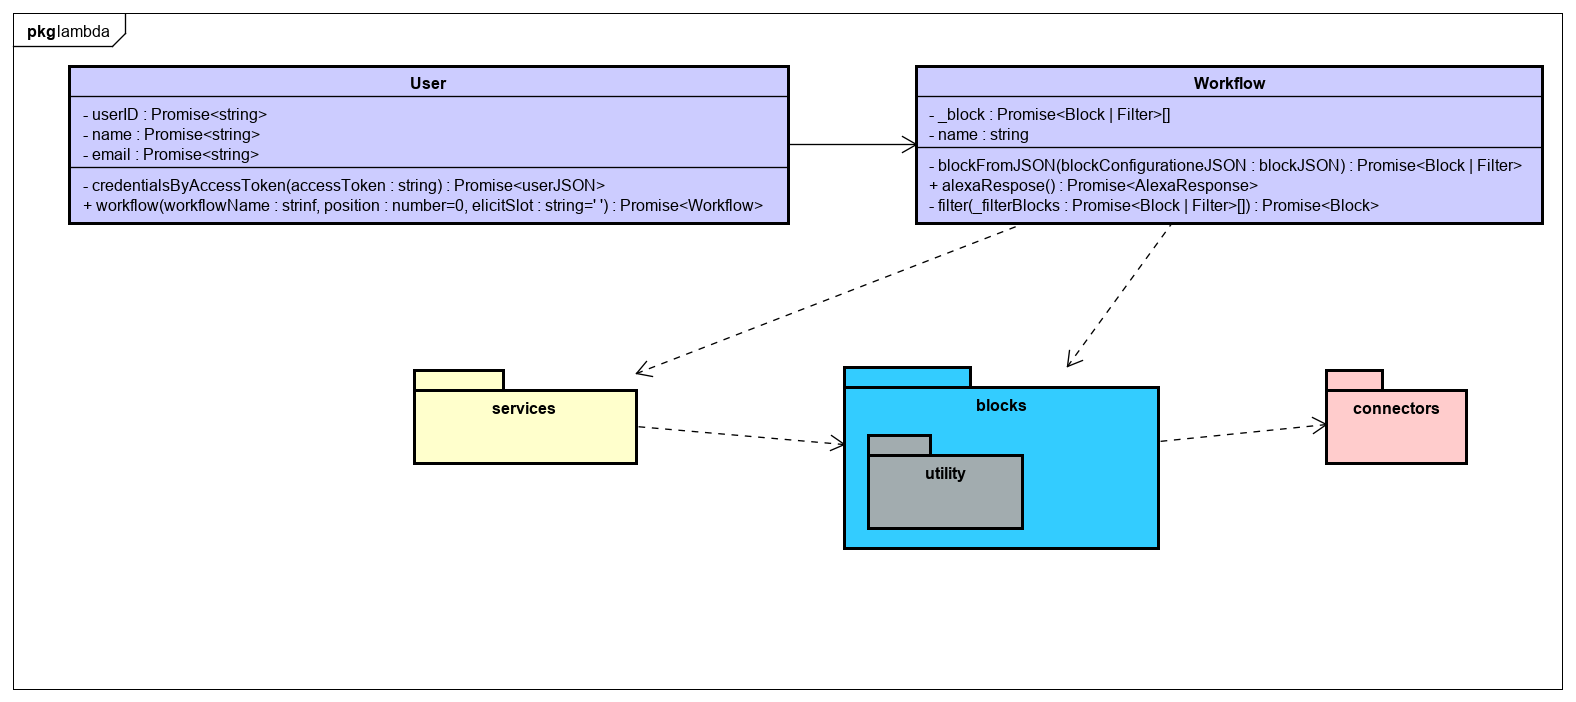 pkg lambda
User
- userID : Promise<string>
- name : Promise<string>
- email : Promise<string>
- credentialsByAccessToken(accessToken : string) : Promise<userJSON>
+ workflow(workflowName : strinf, position : number=0, elicitSlot : string=' ') : Promise<Workflow>
Workflow
- _block : Promise<Block | Filter>[]
- name : string
- blockFromJSON(blockConfigurationeJSON : blockJSON) : Promise<Block | Filter>
+ alexaRespose() : Promise<AlexaResponse>
- filter(_filterBlocks : Promise<Block | Filter>[]) : Promise<Block>
services
blocks
utility
connectors